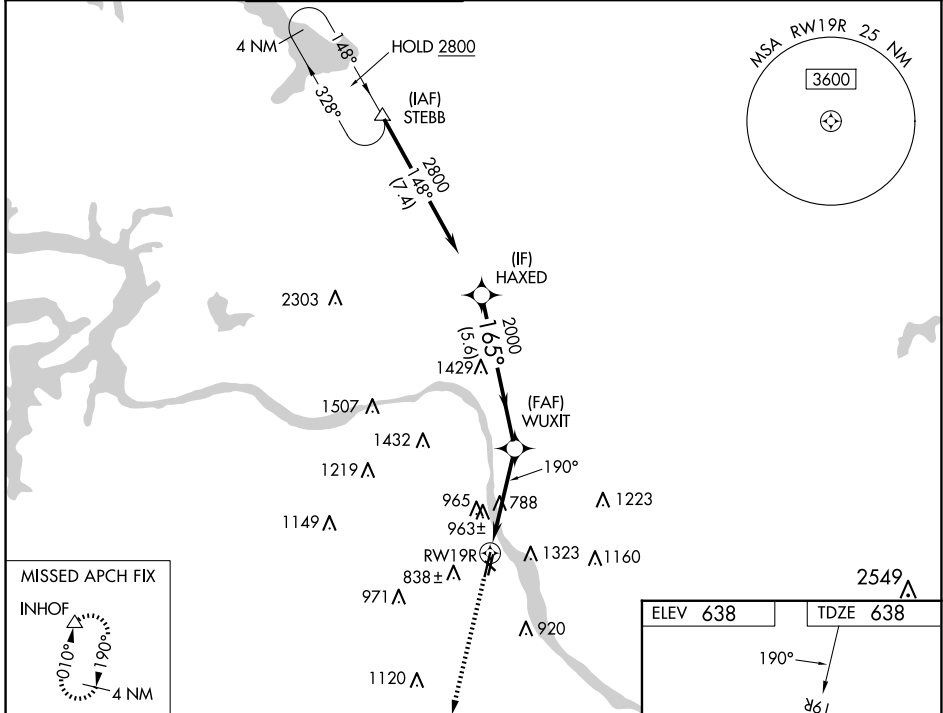 4 NM
148°
328°
HOLD 2800
(IAF)
STEBB
2800
148°
(7.4)
MSA RW19R 25 NM
3600
(IF)
HAXED
2303
2000
165°
(5.6)
1429
(FAF)
WUXIT
1507
1432
190°
1219
965
788
1223
963±
1149
RW19R
1323
1160
838±
971
920
1120
2549
MISSED APCH FIX
INHOF
010°
190°
4 NM
ELEV 638
TDZE 638
190°
19R